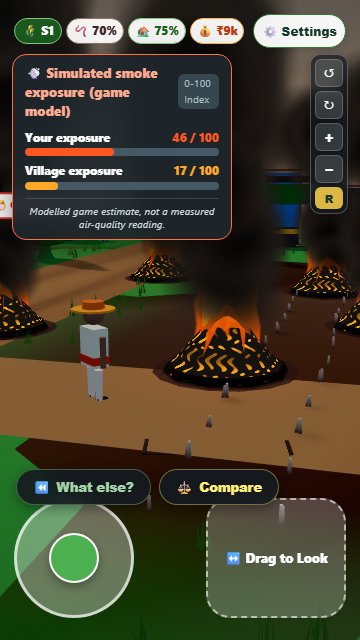 S1 70% 75% ₹9k Settings
Simulated smoke
exposure (game
model)
0-100
Index
Your exposure 46 / 100
Village exposure 17 / 100
Modelled game estimate, not a measured
air-quality reading.
↺
↻
+
−
R
What else? Compare
Drag to Look